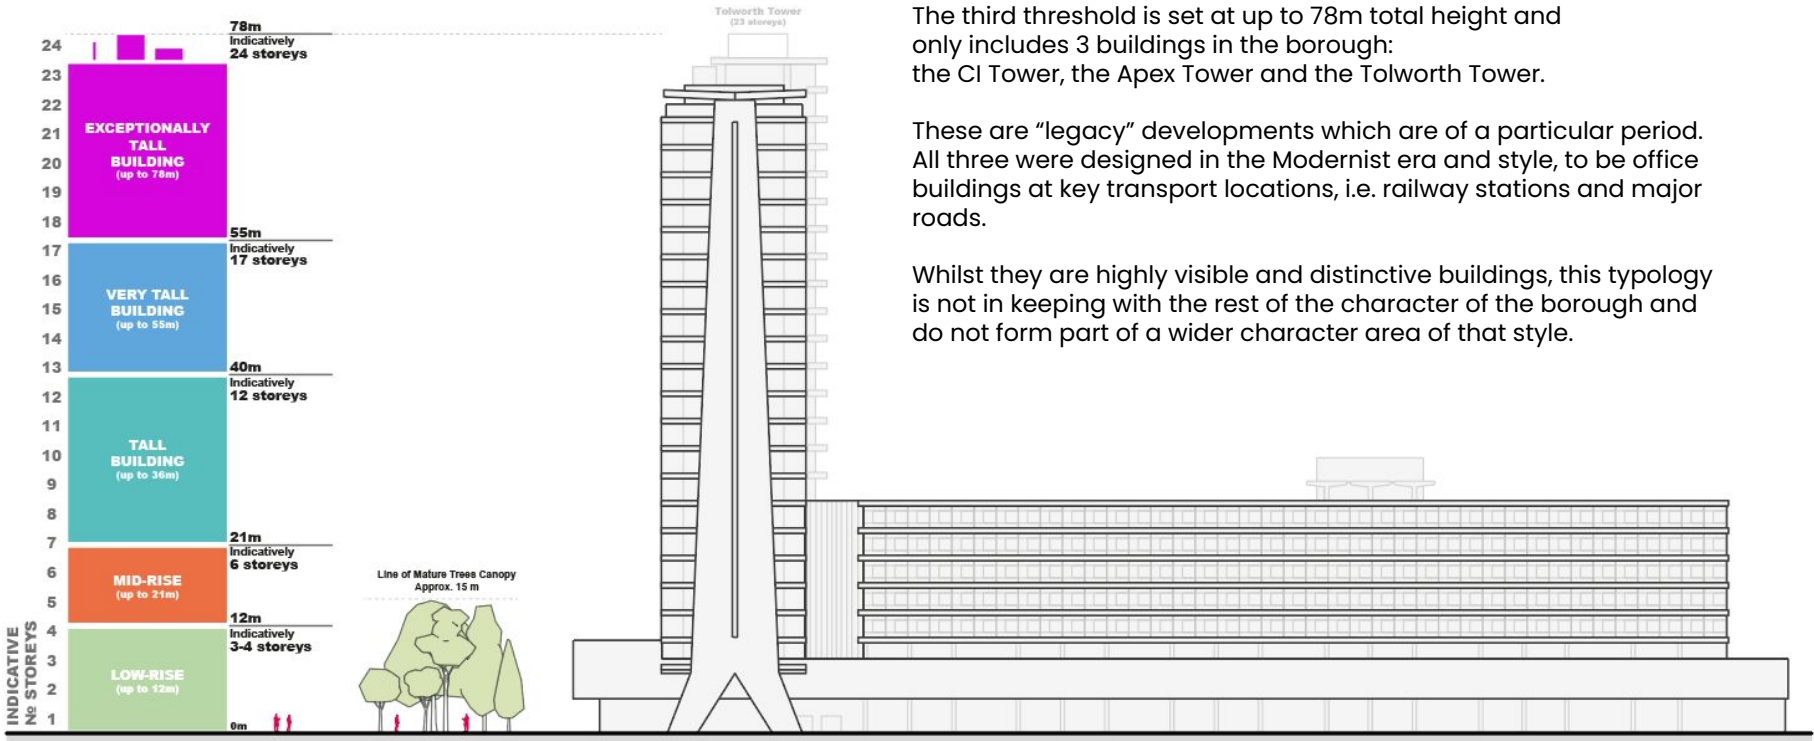 Tolworth Tower
(23 storeys)
The third threshold is set at up to 78m total height and
only includes 3 buildings in the borough:
the CI Tower, the Apex Tower and the Tolworth Tower.
These are “legacy” developments which are of a particular period.
All three were designed in the Modernist era and style, to be office
buildings at key transport locations, i.e. railway stations and major
roads.
Whilst they are highly visible and distinctive buildings, this typology
is not in keeping with the rest of the character of the borough and
do not form part of a wider character area of that style.
78m
Indicatively
24 storeys
EXCEPTIONALLY
TALL
BUILDING
(up to 78m)
55m
Indicatively
17 storeys
VERY TALL
BUILDING
(up to 55m)
40m
Indicatively
12 storeys
TALL
BUILDING
(up to 36m)
21m
Indicatively
6 storeys
MID-RISE
(up to 21m)
12m
Indicatively
3-4 storeys
LOW-RISE
(up to 12m)
0m
Line of Mature Trees Canopy
Approx. 15 m
24
23
22
21
20
19
18
17
16
15
14
13
12
11
10
9
8
7
6
5
4
3
2
1
INDICATIVE
№ STOREYS